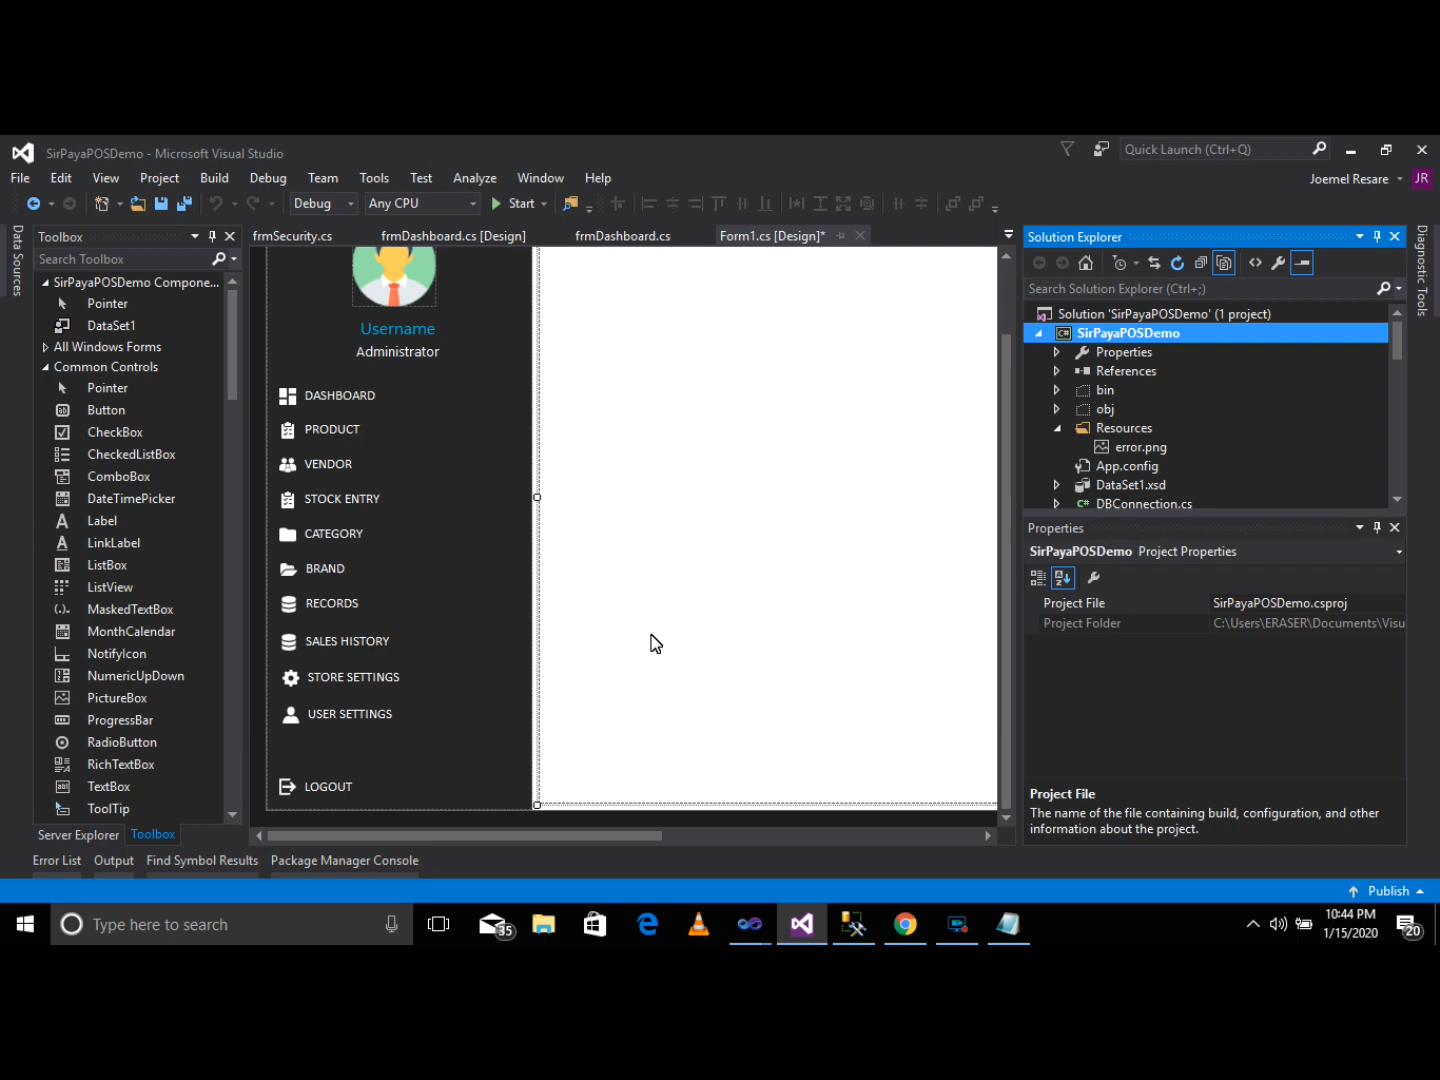 SirPayaPOSDemo - Microsoft Visual Studio
Quick Launch (Ctrl+Q)
File Edit View Project Build Debug Team Tools Test Analyze Window Help
Joemel Resare JR
Debug Any CPU Start
Data Sources
Toolbox
Search Toolbox
SirPayaPOSDemo Compone...
Pointer
DataSet1
All Windows Forms
Common Controls
Pointer
Button
CheckBox
CheckedListBox
ComboBox
DateTimePicker
Label
LinkLabel
ListBox
ListView
MaskedTextBox
MonthCalendar
NotifyIcon
NumericUpDown
PictureBox
ProgressBar
RadioButton
RichTextBox
TextBox
ToolTip
Server Explorer Toolbox
frmSecurity.cs frmDashboard.cs [Design] frmDashboard.cs Form1.cs [Design]*
Username
Administrator
DASHBOARD
PRODUCT
VENDOR
STOCK ENTRY
CATEGORY
BRAND
RECORDS
SALES HISTORY
STORE SETTINGS
USER SETTINGS
LOGOUT
Solution Explorer
Search Solution Explorer (Ctrl+;)
Solution 'SirPayaPOSDemo' (1 project)
C# SirPayaPOSDemo
Properties
References
bin
obj
Resources
error.png
App.config
DataSet1.xsd
C# DBConnection.cs
Properties
SirPayaPOSDemo Project Properties
Project File SirPayaPOSDemo.csproj
Project Folder C:\Users\ERASER\Documents\Visu
Project File
The name of the file containing build, configuration, and other
information about the project.
Diagnostic Tools
Error List Output Find Symbol Results Package Manager Console
Publish
Type here to search
35
10:44 PM
1/15/2020
20